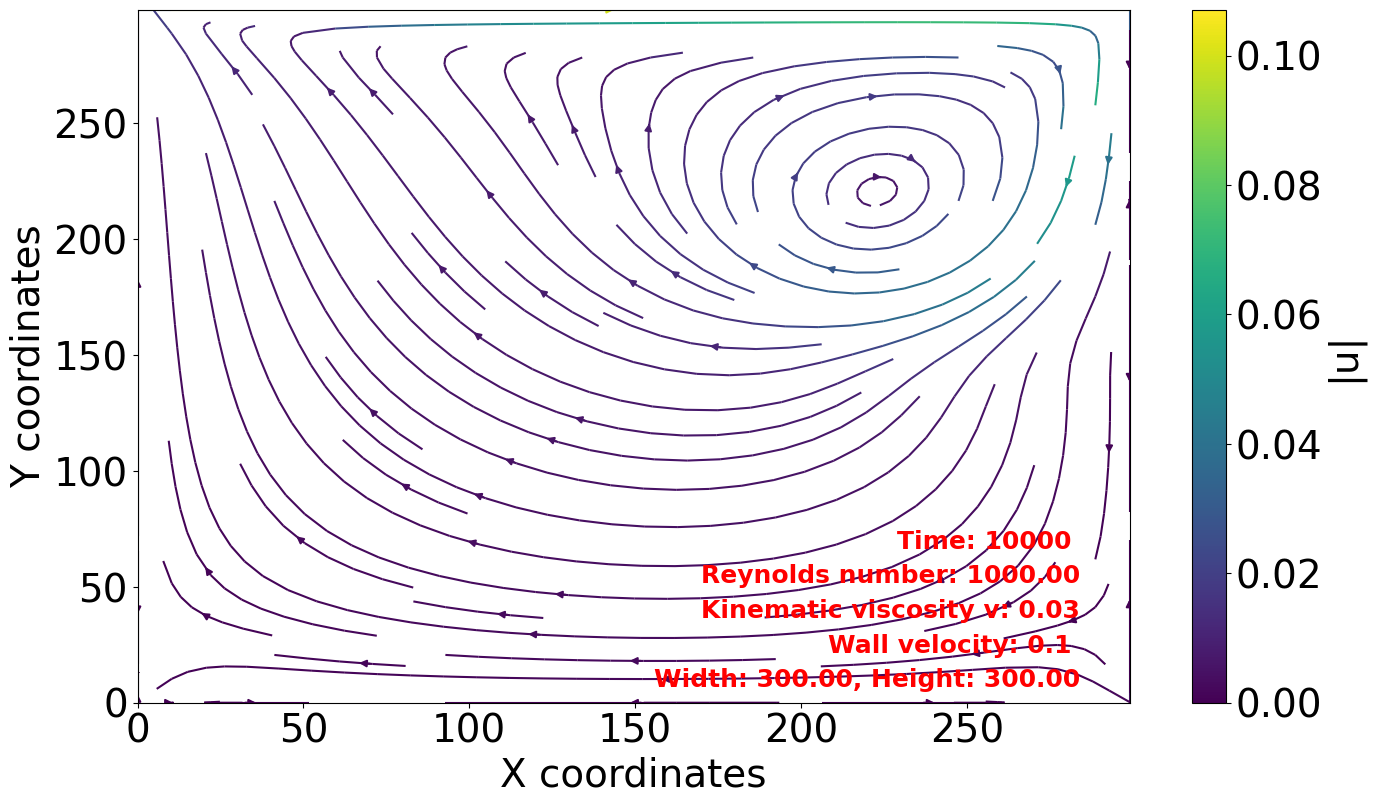 250
200
150
100
50
0
Y coordinates
0 50 100 150 200 250
X coordinates
Time: 10000
Reynolds number: 1000.00
Kinematic viscosity v: 0.03
Wall velocity: 0.1
Width: 300.00, Height: 300.00
0.10
0.08
0.06
0.04
0.02
0.00
|u|